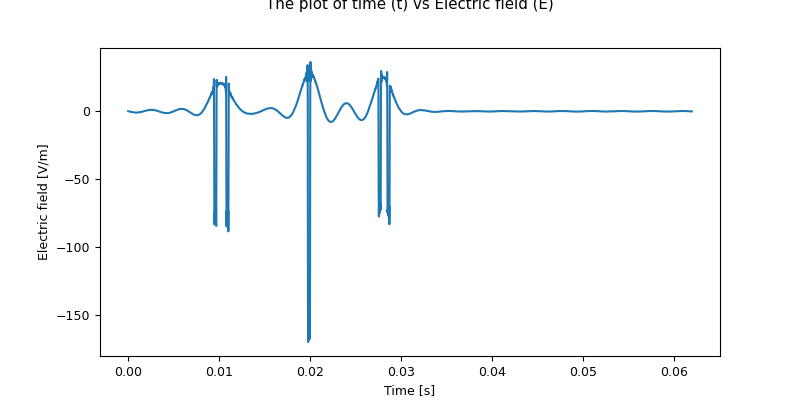 The plot of time (t) vs Electric field (E)
0
−50
−100
−150
Electric field [V/m]
0.00 0.01 0.02 0.03 0.04 0.05 0.06
Time [s]